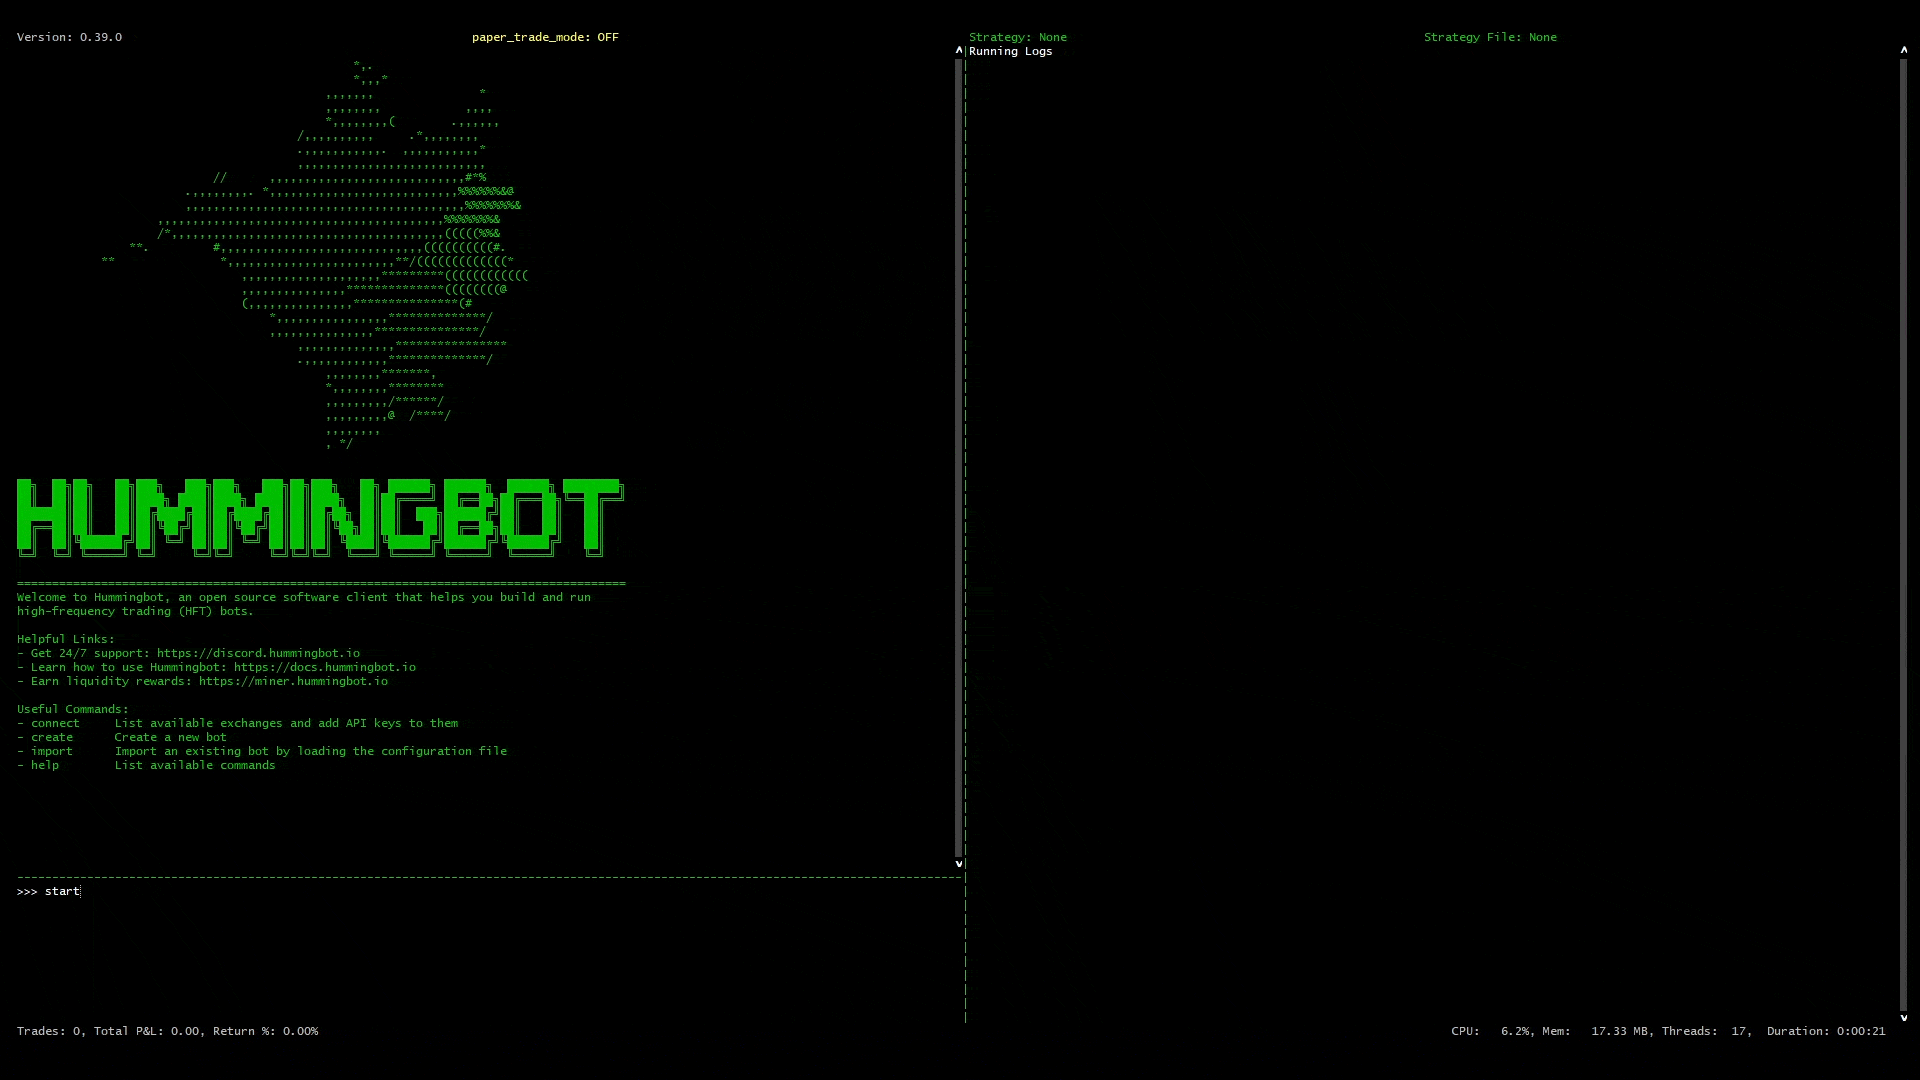 Version: 0.39.0
paper_trade_mode: OFF
Strategy: None
Strategy File: None
Running Logs
HUMMINGBOT
=======================================================================================
Welcome to Hummingbot, an open source software client that helps you build and run
high-frequency trading (HFT) bots.
Helpful Links:
- Get 24/7 support: https://discord.hummingbot.io
- Learn how to use Hummingbot: https://docs.hummingbot.io
- Earn liquidity rewards: https://miner.hummingbot.io
Useful Commands:
- connect     List available exchanges and add API keys to them
- create      Create a new bot
- import      Import an existing bot by loading the configuration file
- help        List available commands
>>> start
Trades: 0, Total P&L: 0.00, Return %: 0.00%
CPU:   6.2%, Mem:   17.33 MB, Threads:  17,  Duration: 0:00:21